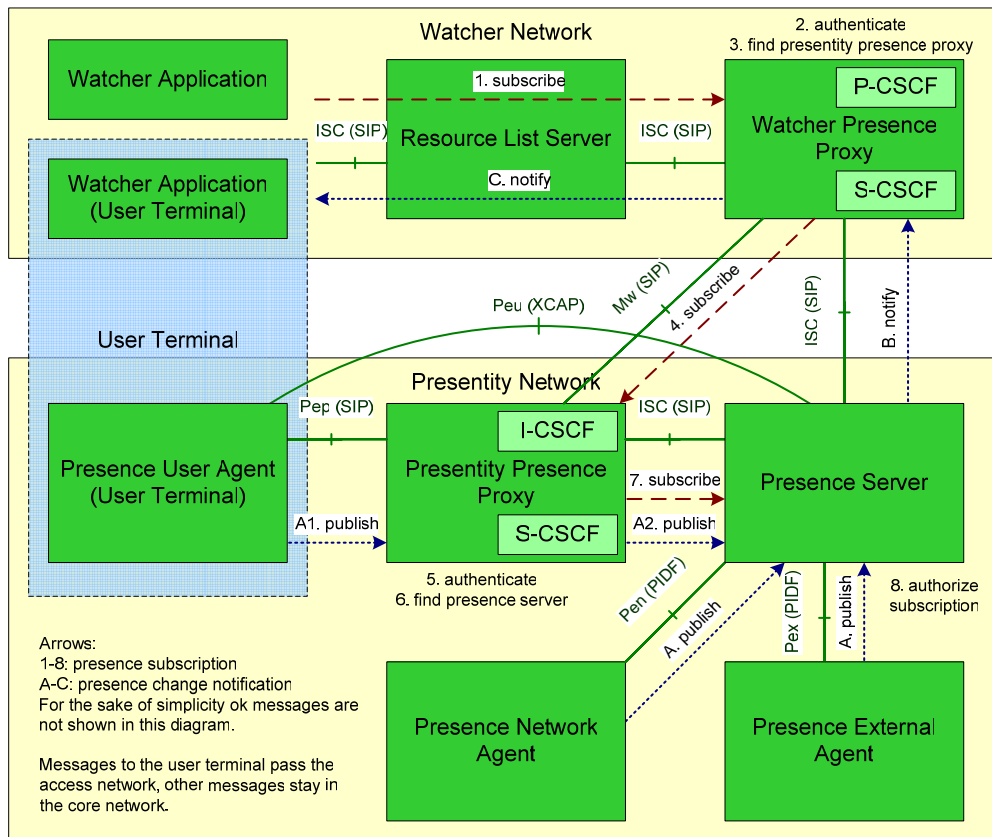 Watcher Network
2. authenticate
3. find presentity presence proxy
Watcher Application
1. subscribe
P-CSCF
ISC (SIP)
Resource List Server
ISC (SIP)
Watcher Presence
Proxy
Watcher Application
(User Terminal)
C. notify
S-CSCF
Mw (SIP)
4. subscribe
ISC (SIP)
B. notify
Peu (XCAP)
User Terminal
Presentity Network
Pep (SIP)
I-CSCF
ISC (SIP)
Presence User Agent
(User Terminal)
Presentity Presence
Proxy
7. subscribe
Presence Server
A1. publish
S-CSCF
A2. publish
5. authenticate
6. find presence server
Pen (PIDF)
A. publish
Pex (PIDF)
A. publish
8. authorize
subscription
Arrows:
1-8: presence subscription
A-C: presence change notification
For the sake of simplicity ok messages are
not shown in this diagram.
Messages to the user terminal pass the
access network, other messages stay in
the core network.
Presence Network
Agent
Presence External
Agent